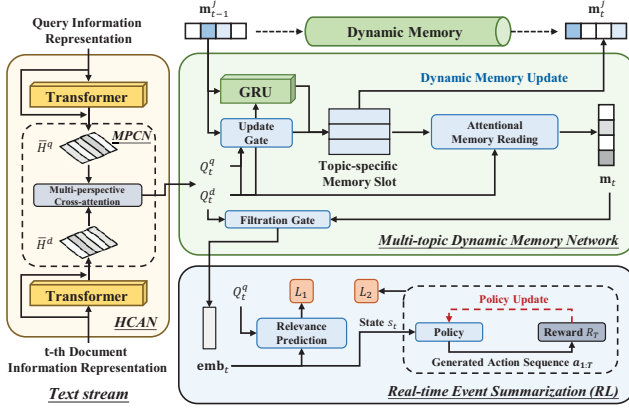 Query Information
Representation
Transformer
H̅^q
MPCN
Multi-perspective
Cross-attention
H̅^d
Transformer
HCAN
t-th Document
Information Representation
Text stream
m^j_{t-1}
Dynamic Memory
m^j_t
Dynamic Memory Update
GRU
Update
Gate
Topic-specific
Memory Slot
Attentional
Memory Reading
Q^q_t
Q^d_t
m_t
Filtration Gate
Multi-topic Dynamic Memory Network
Q^q_t
L_1
L_2
Relevance
Prediction
emb_t
State s_t
Policy Update
Policy
Reward R_T
Generated Action Sequence a_{1:T}
Real-time Event Summarization (RL)